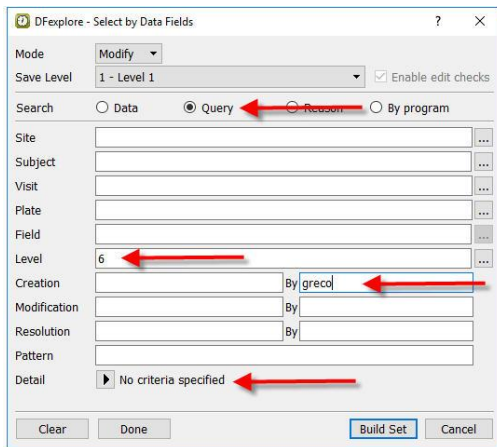 DFexplore - Select by Data Fields ? ×
Mode Modify
Save Level 1 - Level 1 Enable edit checks
Search Data Query Reason By program
Site ...
Subject ...
Visit ...
Plate ...
Field ...
Level 6 ...
Creation By greco
Modification By
Resolution By
Pattern
Detail No criteria specified
Clear Done Build Set Cancel